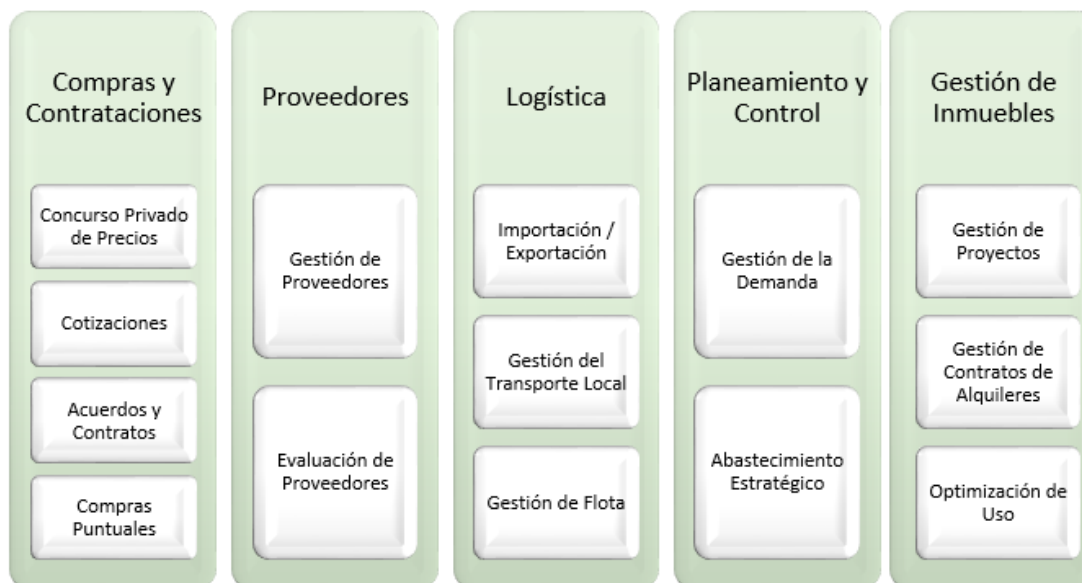 Compras y
Contrataciones
Concurso Privado
de Precios
Cotizaciones
Acuerdos y
Contratos
Compras
Puntuales
Proveedores
Gestión de
Proveedores
Evaluación de
Proveedores
Logística
Importación /
Exportación
Gestión del
Transporte Local
Gestión de Flota
Planeamiento y
Control
Gestión de la
Demanda
Abastecimiento
Estratégico
Gestión de
Inmuebles
Gestión de
Proyectos
Gestión de
Contratos de
Alquileres
Optimización de
Uso